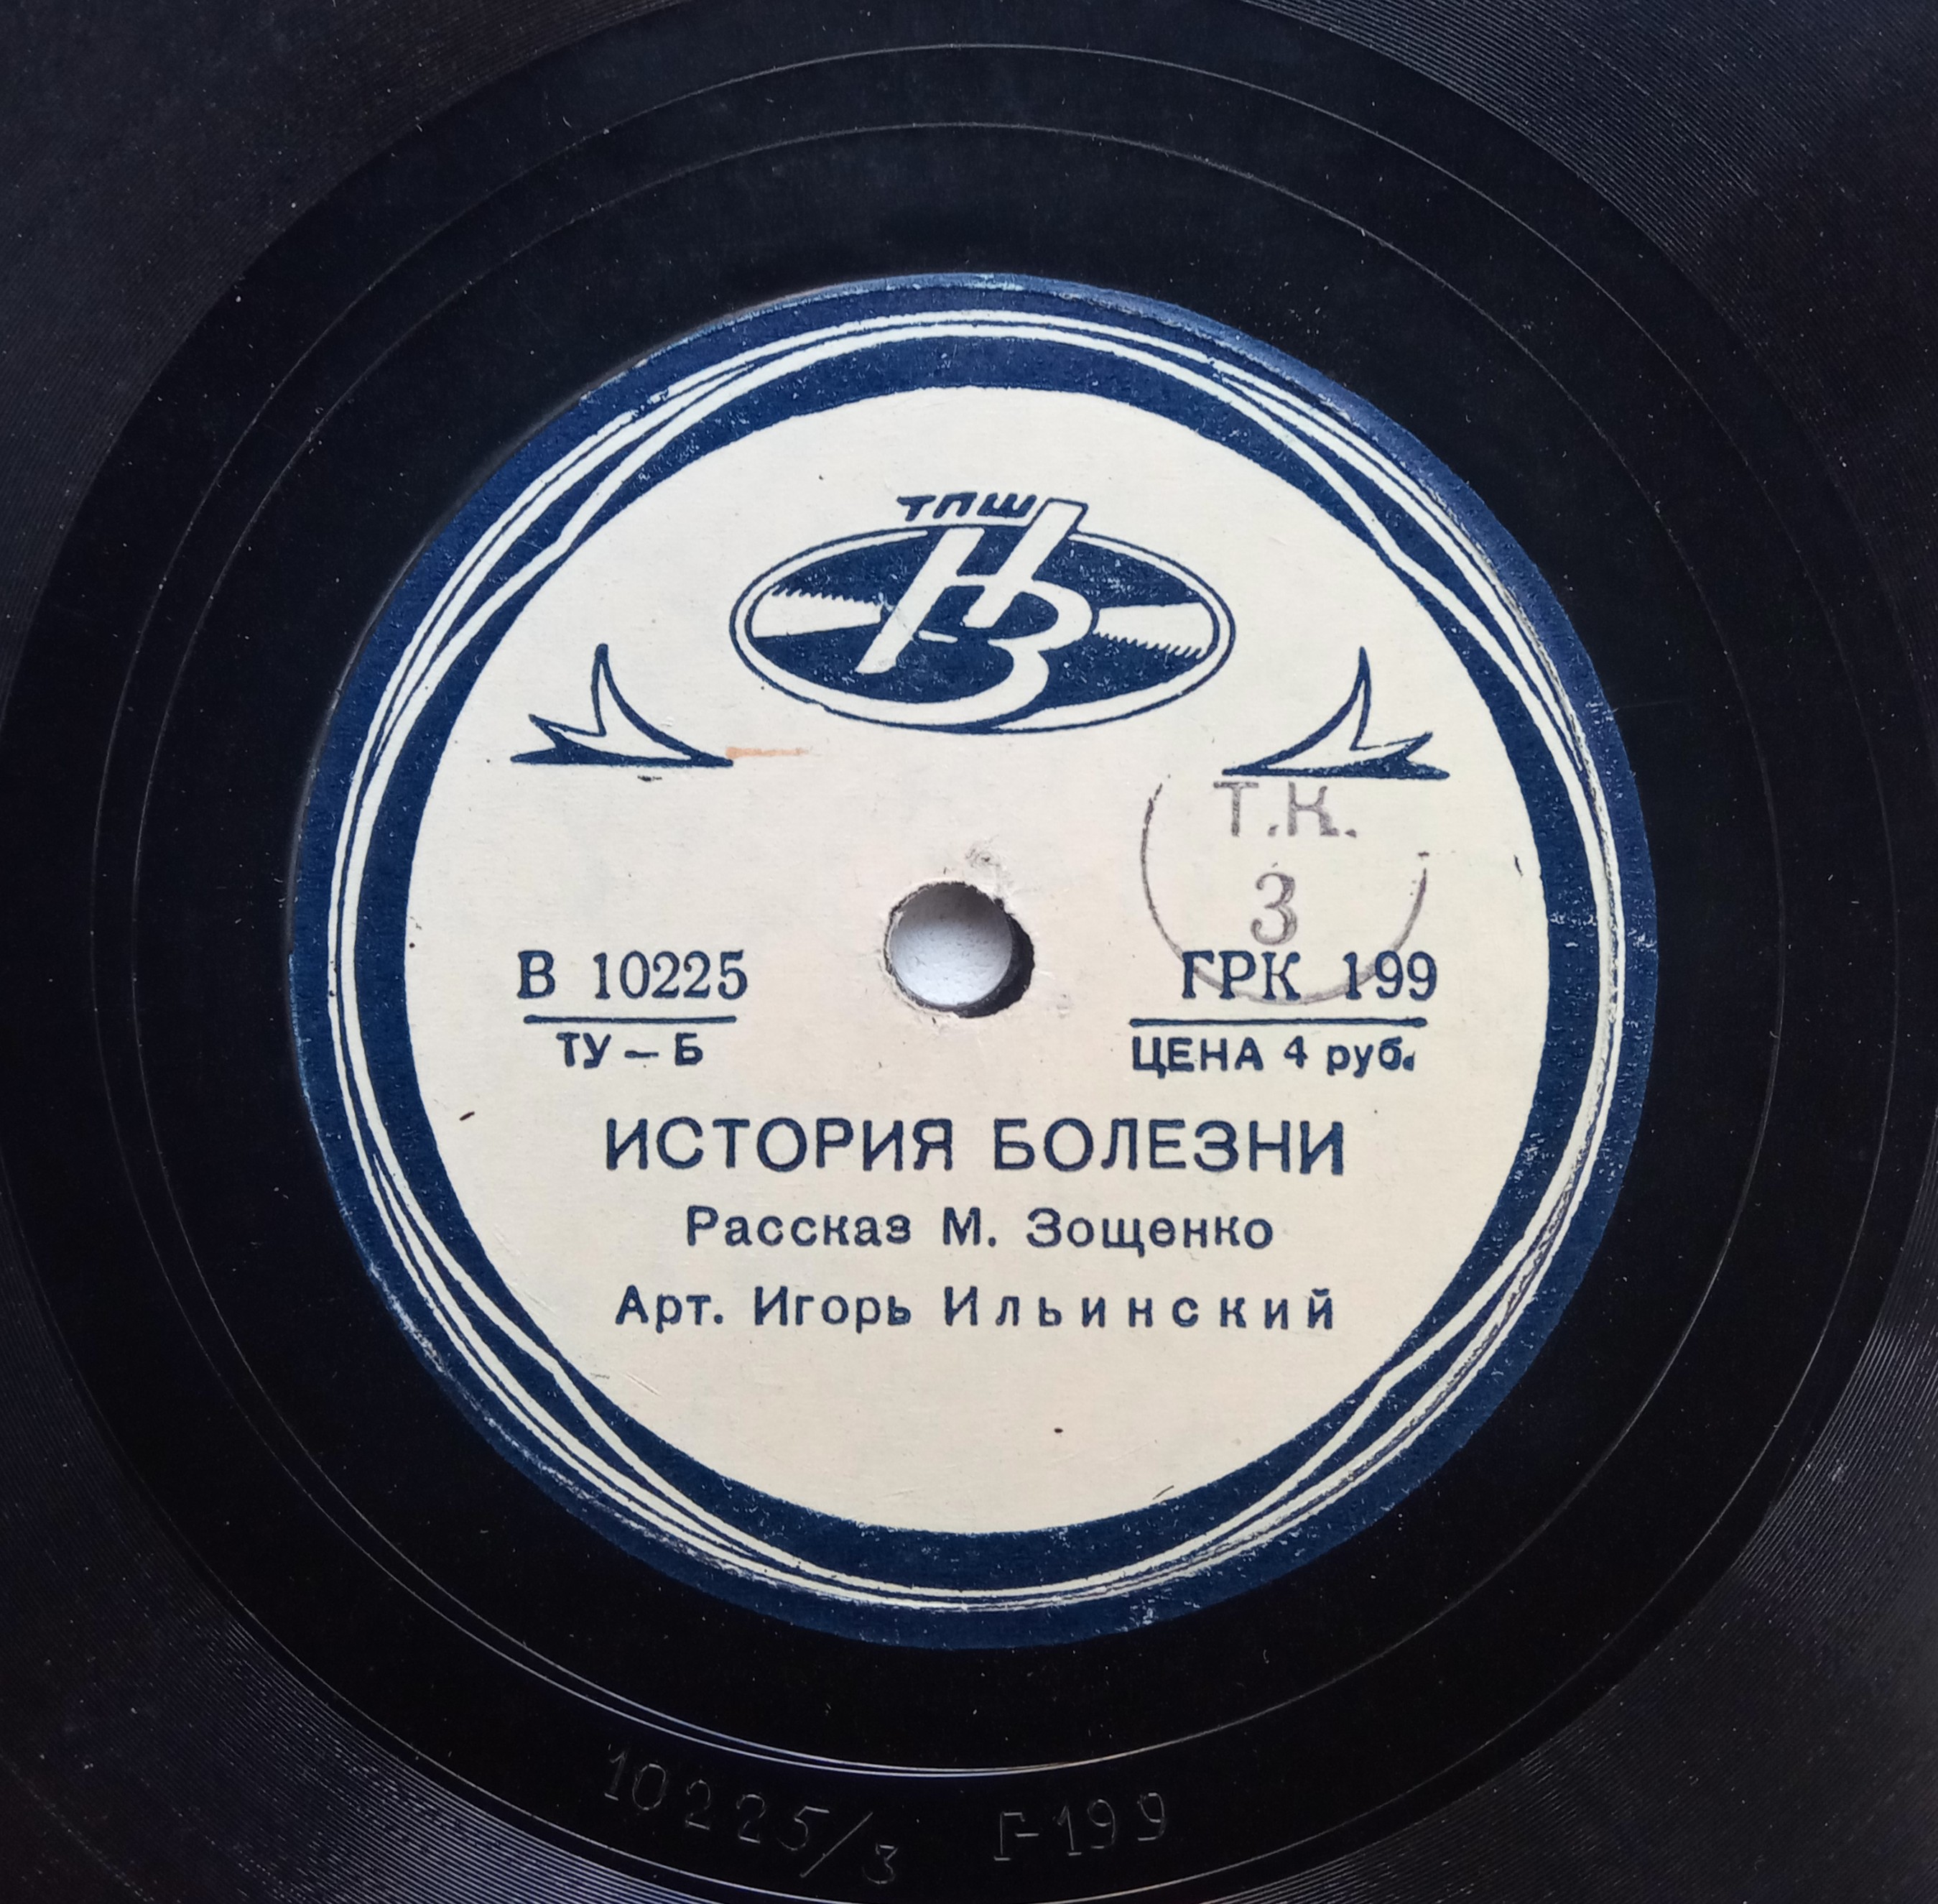 ТПШ
НЗ
Т.К.
3
В 10225
ТУ – Б
ГРК 199
ЦЕНА 4 руб.
ИСТОРИЯ БОЛЕЗНИ
Рассказ М. Зощенко
Арт. Игорь Ильинский
10225/3 Г-199